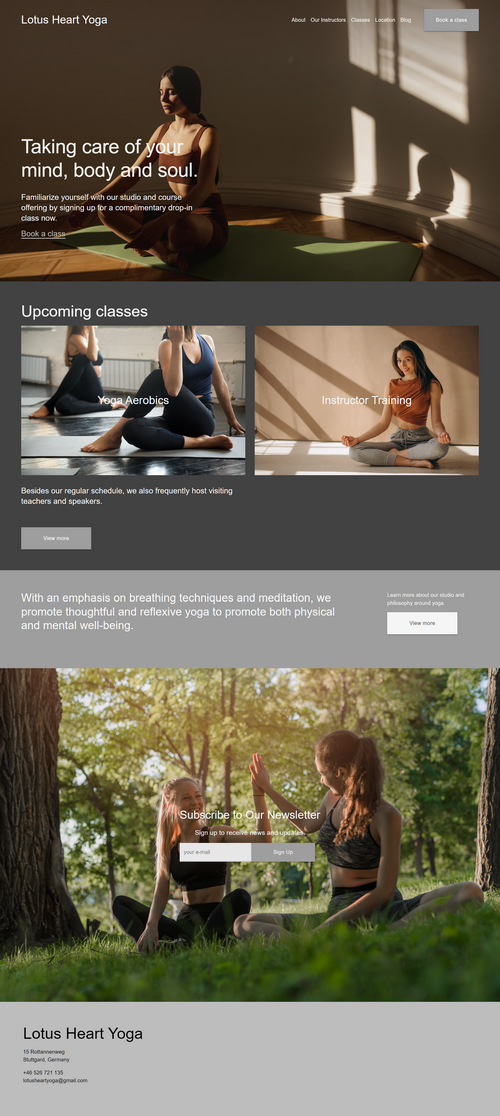 Lotus Heart Yoga
About Our Instructors Classes Location Blog
Book a class
Taking care of your
mind, body and soul.
Familiarize yourself with our studio and course
offering by signing up for a complimentary drop-in
class now.
Book a class
Upcoming classes
Yoga Aerobics
Instructor Training
Besides our regular schedule, we also frequently host visiting
teachers and speakers.
View more
With an emphasis on breathing techniques and meditation, we
promote thoughtful and reflexive yoga to promote both physical
and mental well-being.
Learn more about our studio and
philosophy around yoga.
View more
Subscribe to Our Newsletter
Sign up to receive news and updates.
your e-mail
Sign Up
Lotus Heart Yoga
15 Rottannenweg
Stuttgard, Germany
+46 526 721 135
lotusheartyoga@gmail.com